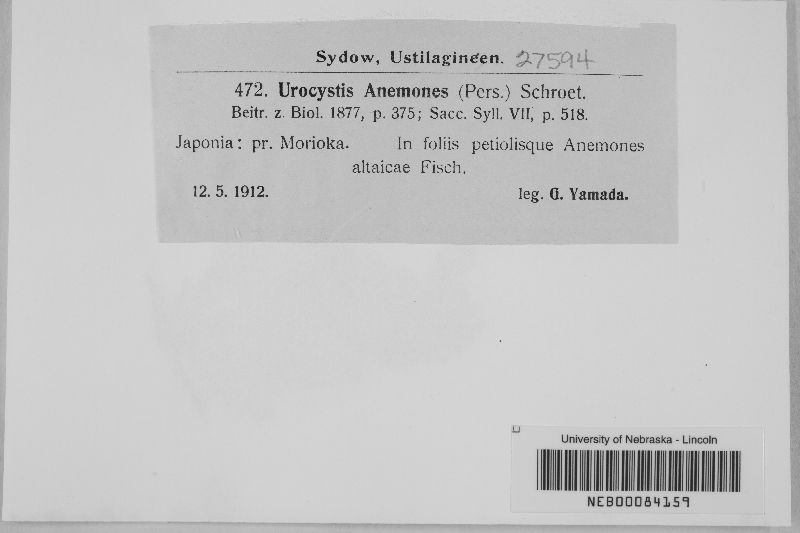 Sydow, Ustilagineen. 27594
472. Urocystis Anemones (Pers.) Schroet.
Beitr. z. Biol. 1877, p. 375; Sacc. Syll. VII, p. 518.
Japonia: pr. Morioka. In foliis petiolisque Anemones
altaicae Fisch.
12. 5. 1912. leg. G. Yamada.
University of Nebraska - Lincoln
NEB00084159